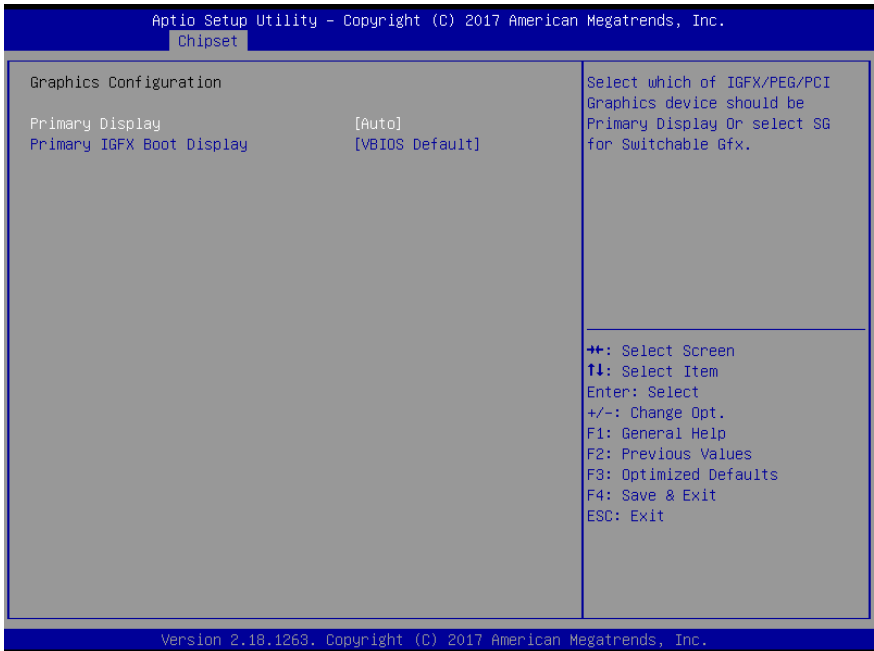 Aptio Setup Utility – Copyright (C) 2017 American Megatrends, Inc.
Chipset
Graphics Configuration
Primary Display [Auto]
Primary IGFX Boot Display [VBIOS Default]
Select which of IGFX/PEG/PCI
Graphics device should be
Primary Display Or select SG
for Switchable Gfx.
→←: Select Screen
↑↓: Select Item
Enter: Select
+/-: Change Opt.
F1: General Help
F2: Previous Values
F3: Optimized Defaults
F4: Save & Exit
ESC: Exit
Version 2.18.1263. Copyright (C) 2017 American Megatrends, Inc.